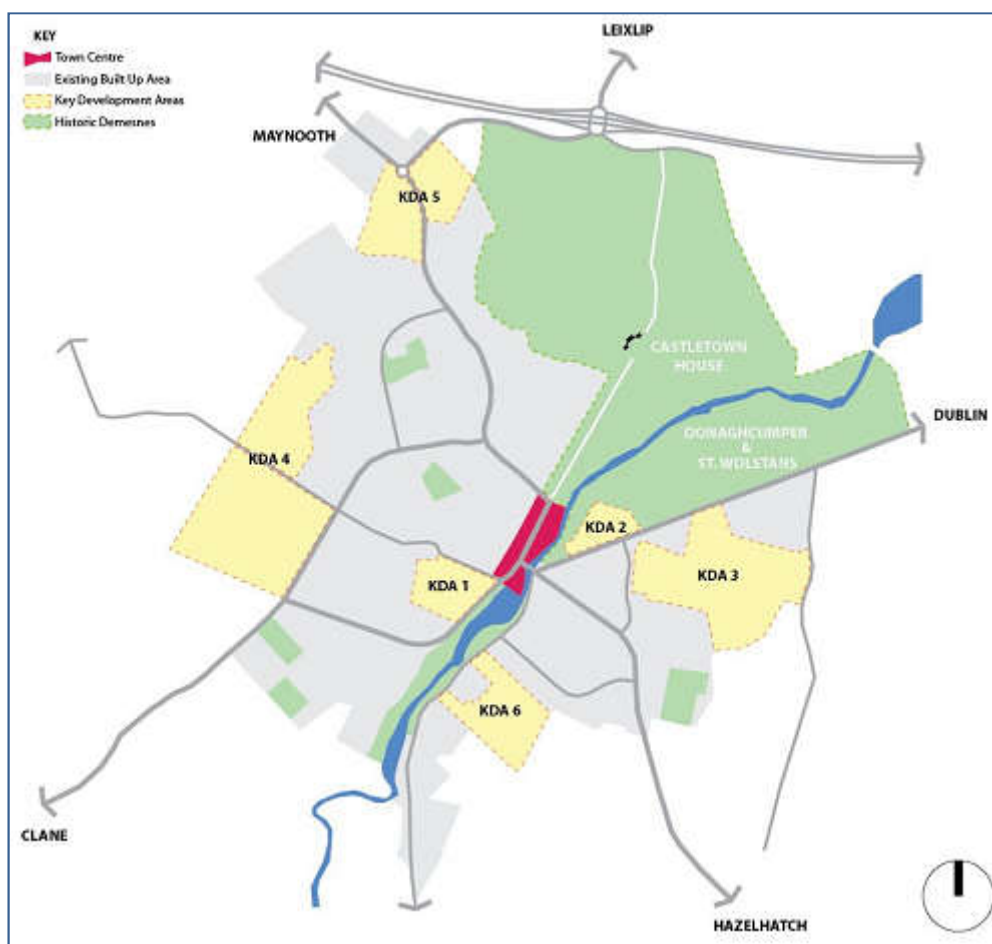 KEY
Town Centre
Existing Built Up Area
Key Development Areas
Historic Demesnes
LEIXLIP
MAYNOOTH
KDA 5
CASTLETOWN
HOUSE
DUBLIN
DONAGHCUMPER
&
ST. WOLSTANS
KDA 4
KDA 2
KDA 3
KDA 1
KDA 6
CLANE
HAZELHATCH